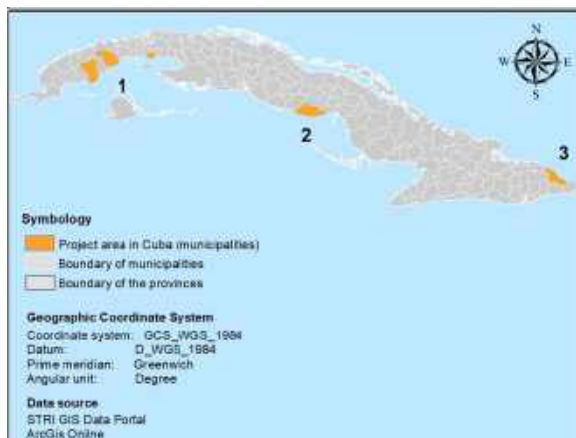 N
W E
S
1
2
3
Symbology
Project area in Cuba (municipalities)
Boundary of municipalities
Boundary of the provinces
Geographic Coordinate System
Coordinate system: GCS_WGS_1984
Datum: D_WGS_1984
Prime meridian: Greenwich
Angular unit: Degree
Data source
STRI GIS Data Portal
ArcGis Online